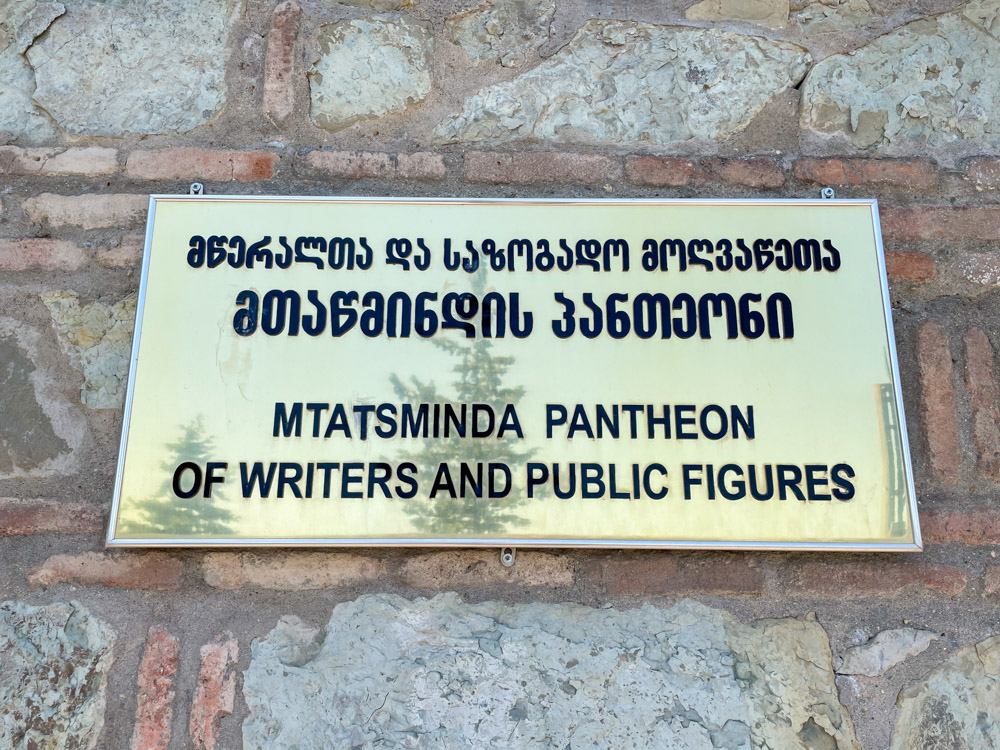 მწერალთა და საზოგადო მოღვაწეთა
მთაწმინდის პანთეონი
MTATSMINDA PANTHEON
OF WRITERS AND PUBLIC FIGURES